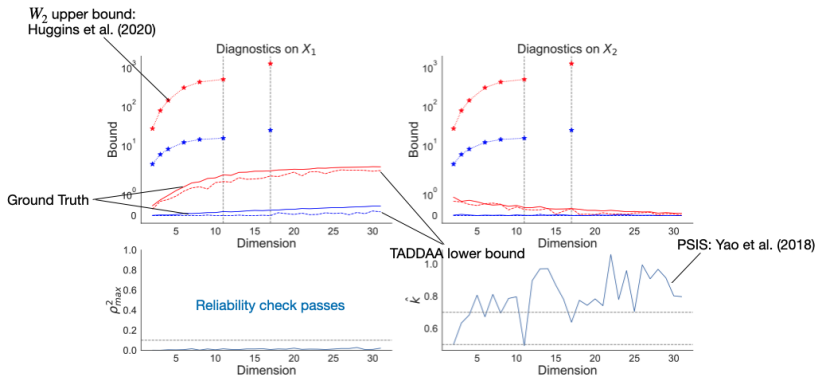 W₂ upper bound:
Huggins et al. (2020)
Diagnostics on X₁
Diagnostics on X₂
10³
10²
10¹
10⁰
0
Bound
5 10 15 20 25 30
Dimension
10³
10²
10¹
10⁰
0
Bound
5 10 15 20 25 30
Dimension
Ground Truth
TADDAA lower bound
PSIS: Yao et al. (2018)
1.0
0.8
0.6
0.4
0.2
0.0
ρ²max
Reliability check passes
5 10 15 20 25 30
Dimension
1.0
0.8
0.6
k̂
5 10 15 20 25 30
Dimension